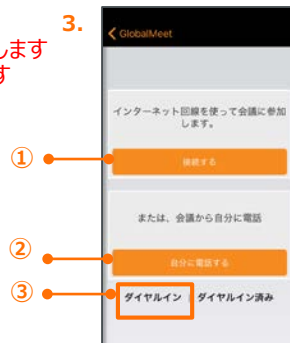 3.
します
す
GlobalMeet
インターネット回線を使って会議に参加
します。
① 接続する
または、会議から自分に電話
② 自分に電話する
③ ダイヤルイン | ダイヤルイン済み